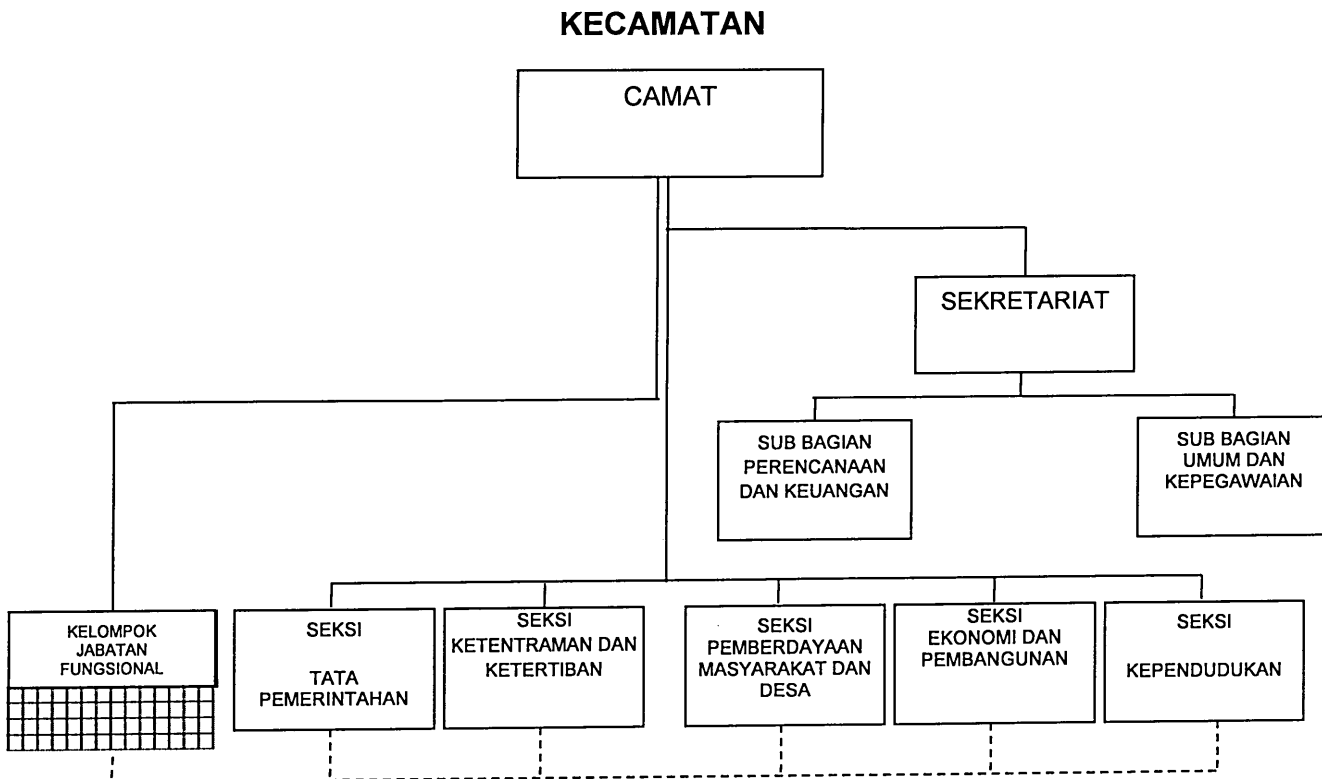 KECAMATAN
CAMAT
SEKRETARIAT
SUB BAGIAN
PERENCANAAN
DAN KEUANGAN
SUB BAGIAN
UMUM DAN
KEPEGAWAIAN
KELOMPOK
JABATAN
FUNGSIONAL
SEKSI
TATA
PEMERINTAHAN
SEKSI
KETENTRAMAN DAN
KETERTIBAN
SEKSI
PEMBERDAYAAN
MASYARAKAT DAN
DESA
SEKSI
EKONOMI DAN
PEMBANGUNAN
SEKSI
KEPENDUDUKAN